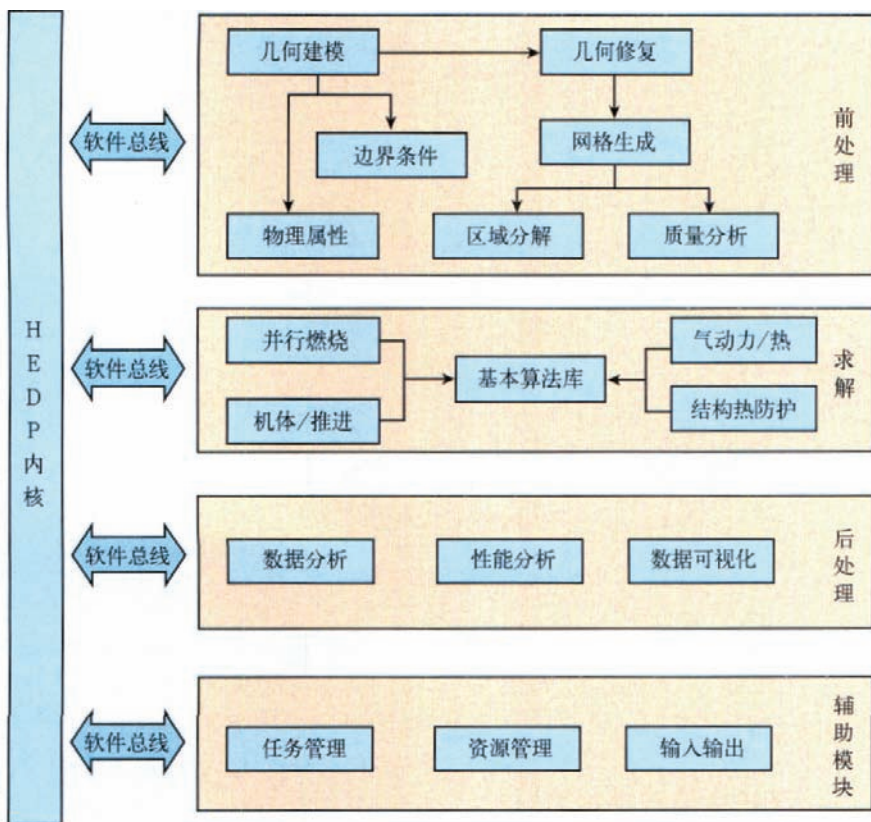 HEDP内核
软件总线
几何建模
几何修复
边界条件
网格生成
物理属性
区域分解
质量分析
前处理
软件总线
并行燃烧
气动力/热
基本算法库
机体/推进
结构热防护
求解
软件总线
数据分析
性能分析
数据可视化
后处理
软件总线
任务管理
资源管理
输入输出
辅助模块